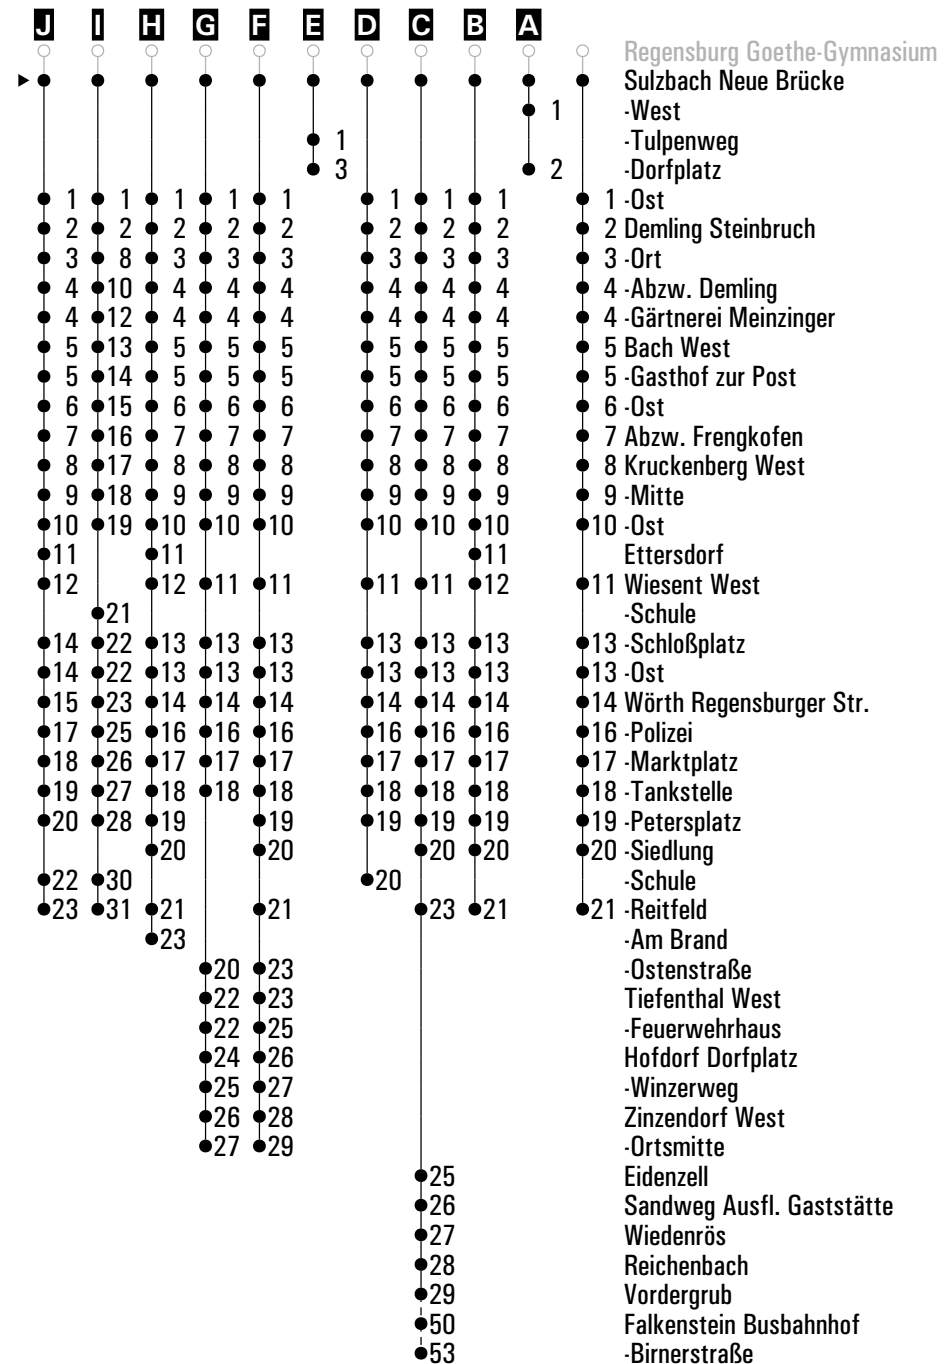 J I H G F E D C B A
Regensburg Goethe-Gymnasium
Sulzbach Neue Brücke
1 -West
1 -Tulpenweg
3 2 -Dorfplatz
1 1 1 1 1 1 1 1 1 -Ost
2 2 2 2 2 2 2 2 2 Demling Steinbruch
3 8 3 3 3 3 3 3 3 -Ort
4 10 4 4 4 4 4 4 4 -Abzw. Demling
4 12 4 4 4 4 4 4 4 -Gärtnerei Meinzinger
5 13 5 5 5 5 5 5 5 Bach West
5 14 5 5 5 5 5 5 5 -Gasthof zur Post
6 15 6 6 6 6 6 6 6 -Ost
7 16 7 7 7 7 7 7 7 Abzw. Frengkofen
8 17 8 8 8 8 8 8 8 Kruckenberg West
9 18 9 9 9 9 9 9 9 -Mitte
10 19 10 10 10 10 10 10 10 -Ost
11 11 11 Ettersdorf
12 12 11 11 11 11 12 11 Wiesent West
21 -Schule
14 22 13 13 13 13 13 13 13 -Schloßplatz
14 22 13 13 13 13 13 13 13 -Ost
15 23 14 14 14 14 14 14 14 Wörth Regensburger Str.
17 25 16 16 16 16 16 16 16 -Polizei
18 26 17 17 17 17 17 17 17 -Marktplatz
19 27 18 18 18 18 18 18 18 -Tankstelle
20 28 19 19 19 19 19 19 -Petersplatz
20 20 20 20 20 -Siedlung
22 30 20 -Schule
23 31 21 21 23 21 21 -Reitfeld
23 -Am Brand
20 23 -Ostenstraße
22 23 Tiefenthal West
22 25 -Feuerwehrhaus
24 26 Hofdorf Dorfplatz
25 27 -Winzerweg
26 28 Zinzendorf West
27 29 -Ortsmitte
25 Eidenzell
26 Sandweg Ausfl. Gaststätte
27 Wiedenrös
28 Reichenbach
29 Vordergrub
50 Falkenstein Busbahnhof
53 -Birnerstraße